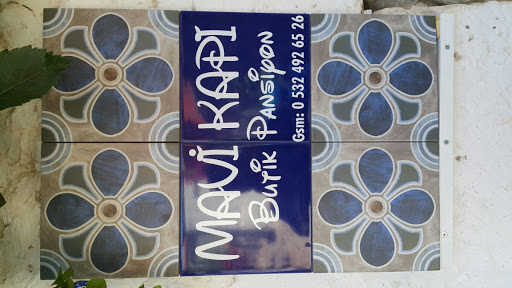 MAVİ KAPI
Butik Pansiyon
Gsm: 0 532 492 65 26